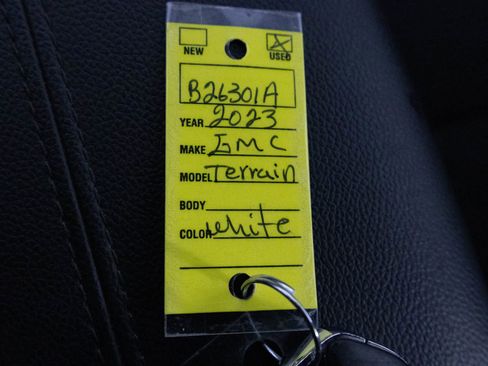 NEW USED
B26301A
YEAR 2023
MAKE GMC
MODEL Terrain
BODY
COLOR white